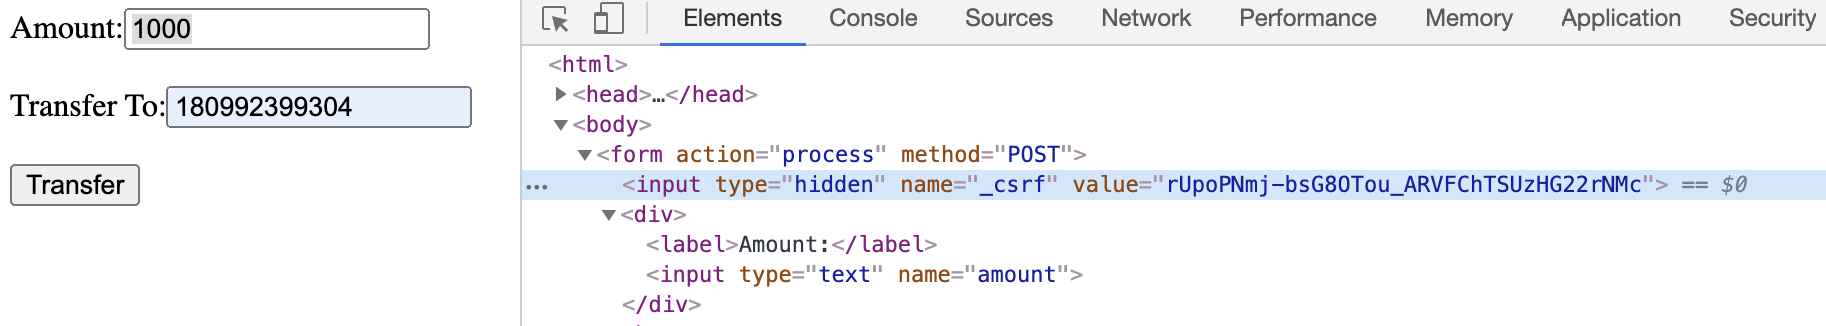 Amount: 1000
Transfer To: 180992399304
Transfer
Elements Console Sources Network Performance Memory Application Security
<html>
<head>…</head>
<body>
<form action="process" method="POST">
<input type="hidden" name="_csrf" value="rUpoPNmj-bsG8OTou_ARVFChTSUzHG22rNMc"> == $0
<div>
<label>Amount:</label>
<input type="text" name="amount">
</div>